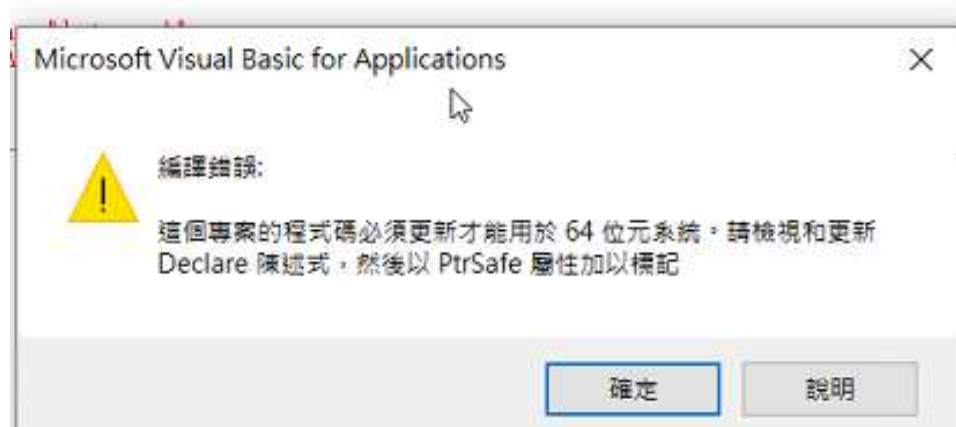 Microsoft Visual Basic for Applications
編譯錯誤:
這個專案的程式碼必須更新才能用於 64 位元系統。請檢視和更新
Declare 陳述式，然後以 PtrSafe 屬性加以標記
確定
說明